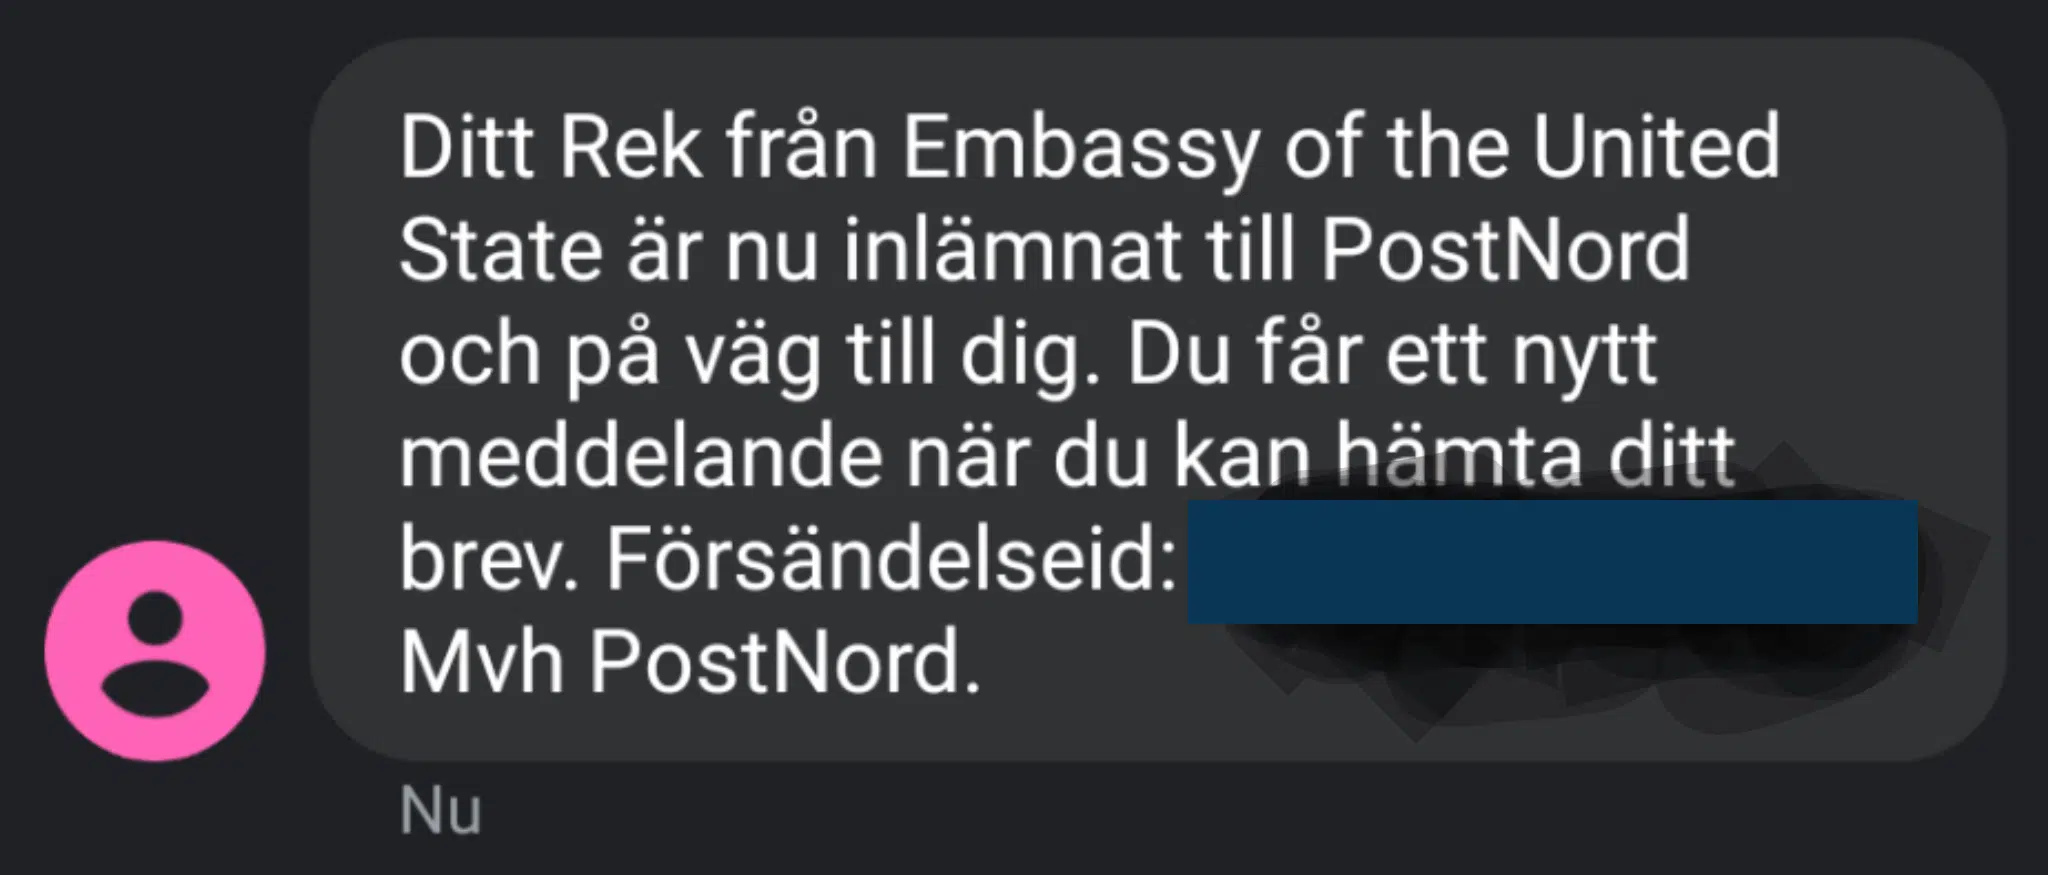 Ditt Rek från Embassy of the United
State är nu inlämnat till PostNord
och på väg till dig. Du får ett nytt
meddelande när du kan hämta ditt
brev. Försändelseid:
Mvh PostNord.
Nu